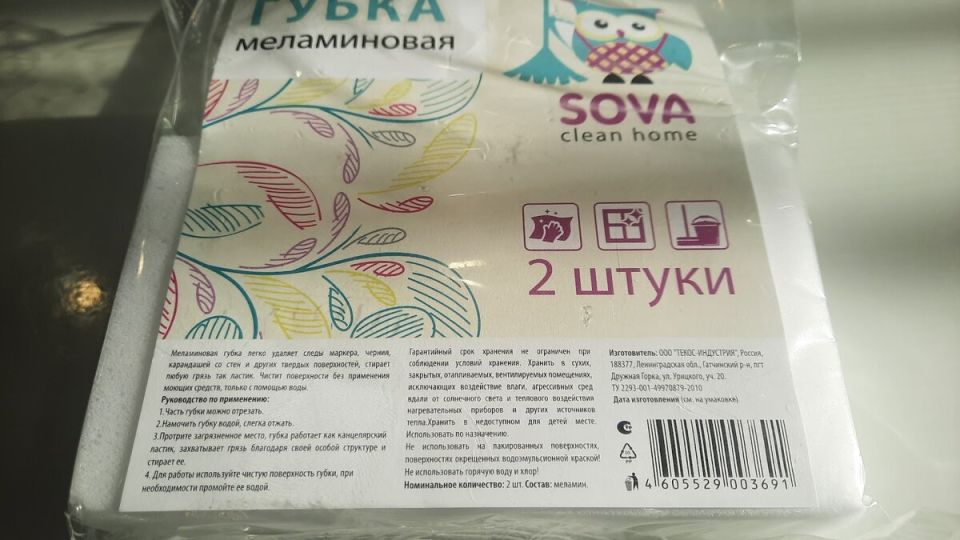 ГУБКА
меламиновая
SOVA
clean home
2 штуки
Меламиновая губка легко удаляет следы маркера, чернил,
карандашей со стен и других твердых поверхностей, стирает
любую грязь так ластик. Чистит поверхности без применения
моющих средств, только с помощью воды.
Руководство по применению:
1.Часть губки можно отрезать.
2.Намочить губку водой, слегка отжать.
3.Протрите загрязненное место, губка работает как канцелярский
ластик, захватывает грязь благодаря своей особой структуре и
стирает ее.
4. Для работы используйте чистую поверхность губки, при
необходимости промойте ее водой.
Гарантийный срок хранения не ограничен при
соблюдении условий хранения. Хранить в сухих,
закрытых, отапливаемых, вентилируемых помещениях,
исключающих воздействие влаги, агрессивных сред
вдали от солнечного света и теплового воздействия
нагревательных приборов и других источников
тепла.Хранить в недоступном для детей месте.
Использовать по назначению.
Не использовать на лакированных поверхностях,
поверхностях окрещенных водоэмульсионной краской!
Не использовать горячую воду и хлор!
Номинальное количество: 2 шт. Состав: меламин.
Изготовитель: ООО "ТЕКОС-ИНДУСТРИЯ", Россия,
188377, Ленинградская обл., Гатчинский р-н, пгт
Дружная Горка, ул. Урицкого, уч. 20.
ТУ 2293-001-49970879-2010
Дата изготовления (см. на упаковке).
4 605529 003691